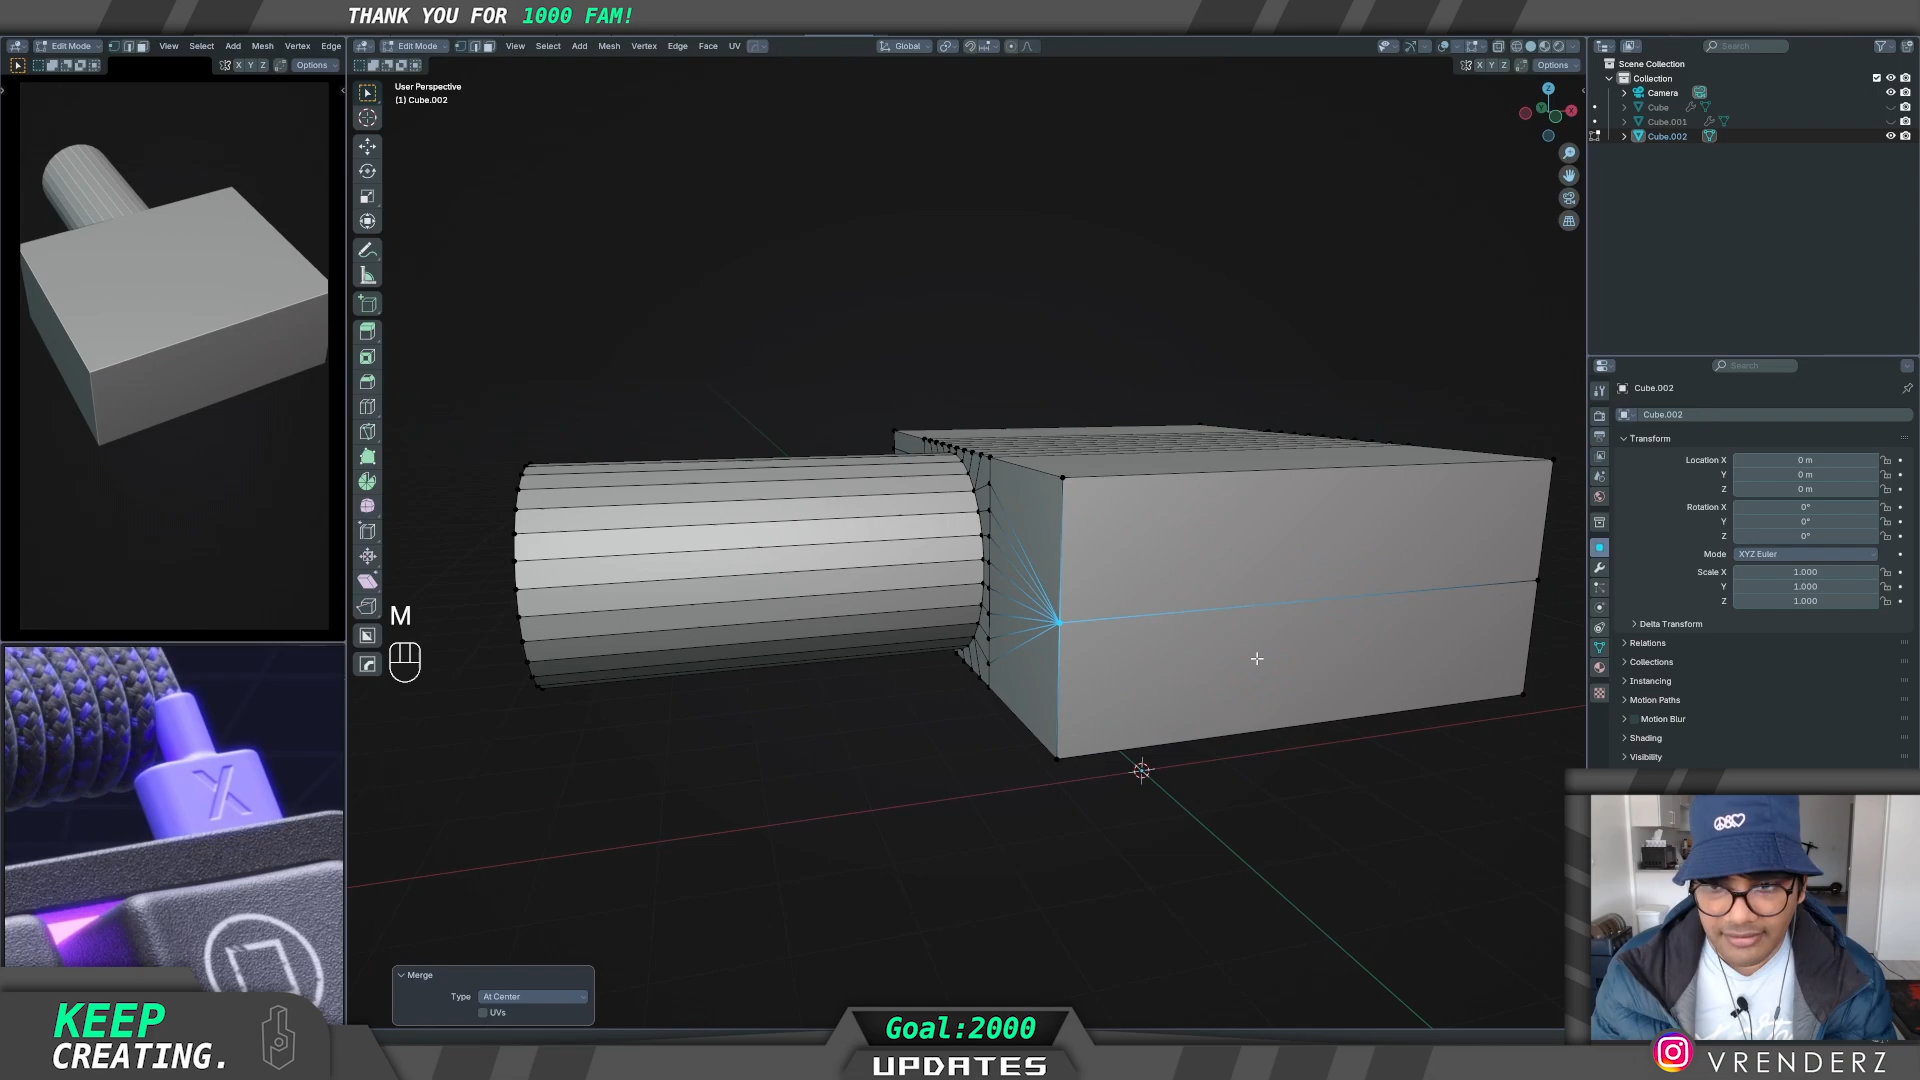 THANK YOU FOR 1000 FAM!
Edit Mode
View
Select
Add
Mesh
Vertex
Edge
X
Y
Z
Options
Edit Mode
View
Select
Add
Mesh
Vertex
Edge
Face
UV
Global
X
Y
Z
Options
User Perspective
(1) Cube.002
Z
X
Y
M
Merge
Type
At Center
UVs
Search
Scene Collection
Collection
Camera
Cube
Cube.001
Cube.002
Search
Cube.002
Cube.002
Transform
Location X
0 m
Y
0 m
Z
0 m
Rotation X
0°
Y
0°
Z
0°
Mode
XYZ Euler
Scale X
1.000
Y
1.000
Z
1.000
Delta Transform
Relations
Collections
Instancing
Motion Paths
Motion Blur
Shading
Visibility
X
KEEP
CREATING.
Goal:2000
UPDATES
VRENDERZ